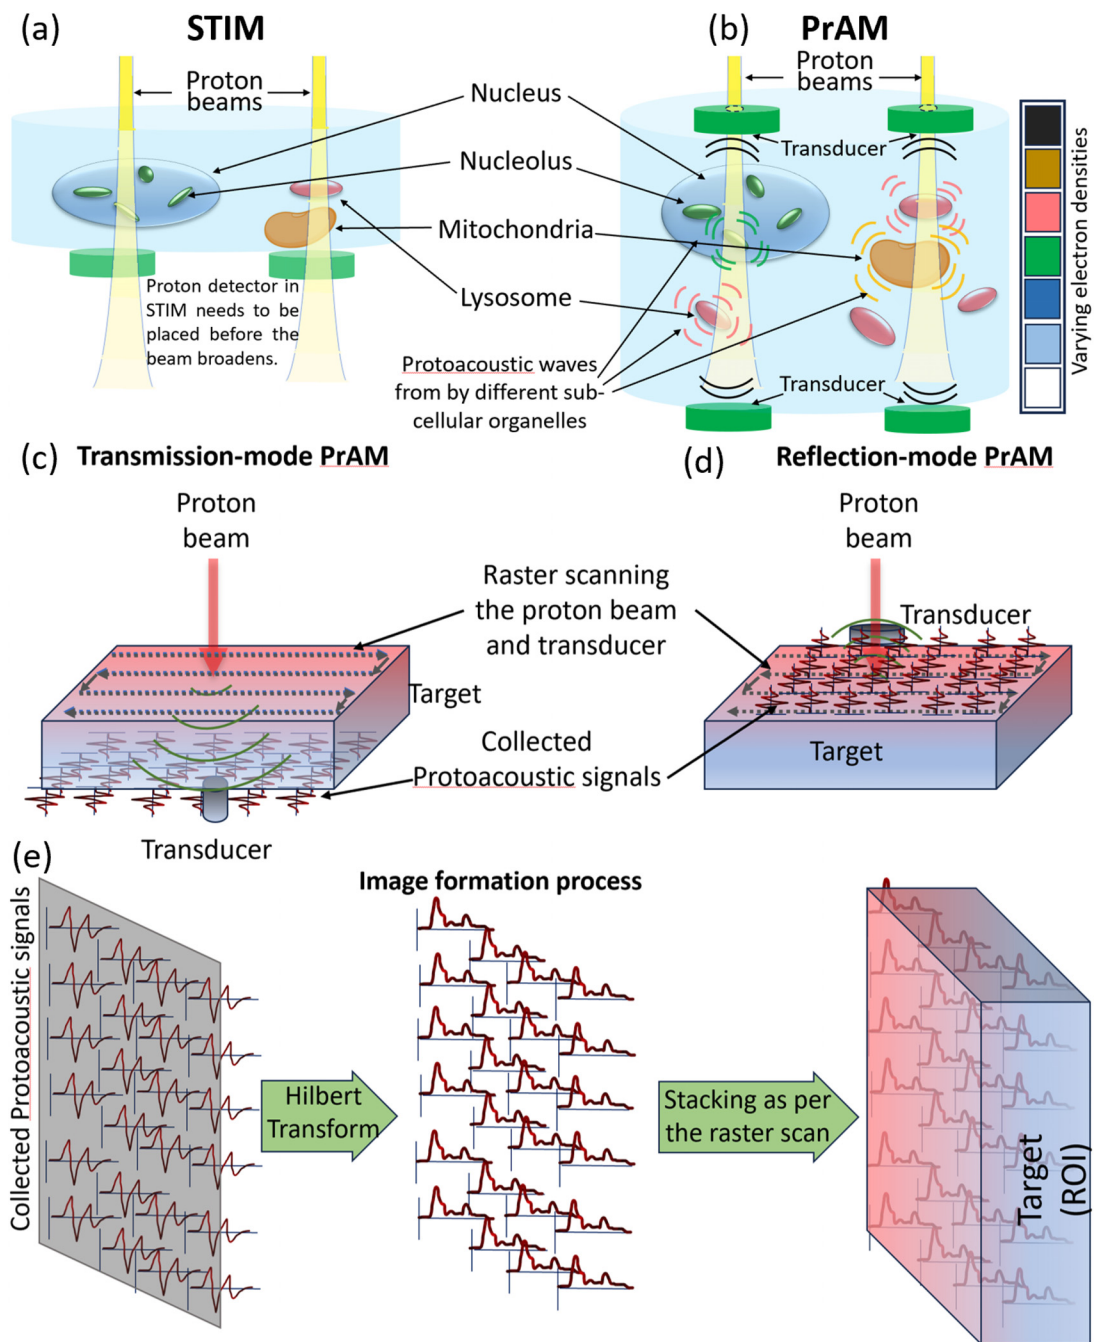 (a)
STIM
(b)
PrAM
Proton
beams
Proton
beams
Nucleus
Transducer
Nucleolus
Mitochondria
Lysosome
Proton detector in
STIM needs to be
placed before the
beam broadens.
Protoacoustic waves
from by different sub-
cellular organelles
Transducer
Varying electron densities
(c)
Transmission-mode PrAM
(d)
Reflection-mode PrAM
Proton
beam
Proton
beam
Raster scanning
the proton beam
and transducer
Transducer
Target
Collected
Protoacoustic signals
Target
Transducer
(e)
Image formation process
Collected Protoacoustic signals
Hilbert
Transform
Stacking as per
the raster scan
Target
(ROI)